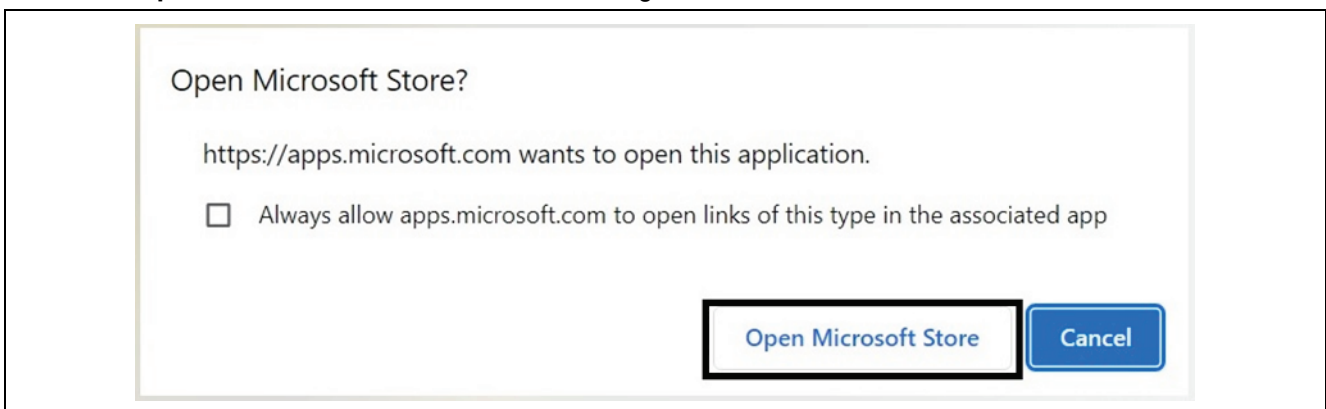 Open Microsoft Store?
https://apps.microsoft.com wants to open this application.
Always allow apps.microsoft.com to open links of this type in the associated app
Open Microsoft Store
Cancel